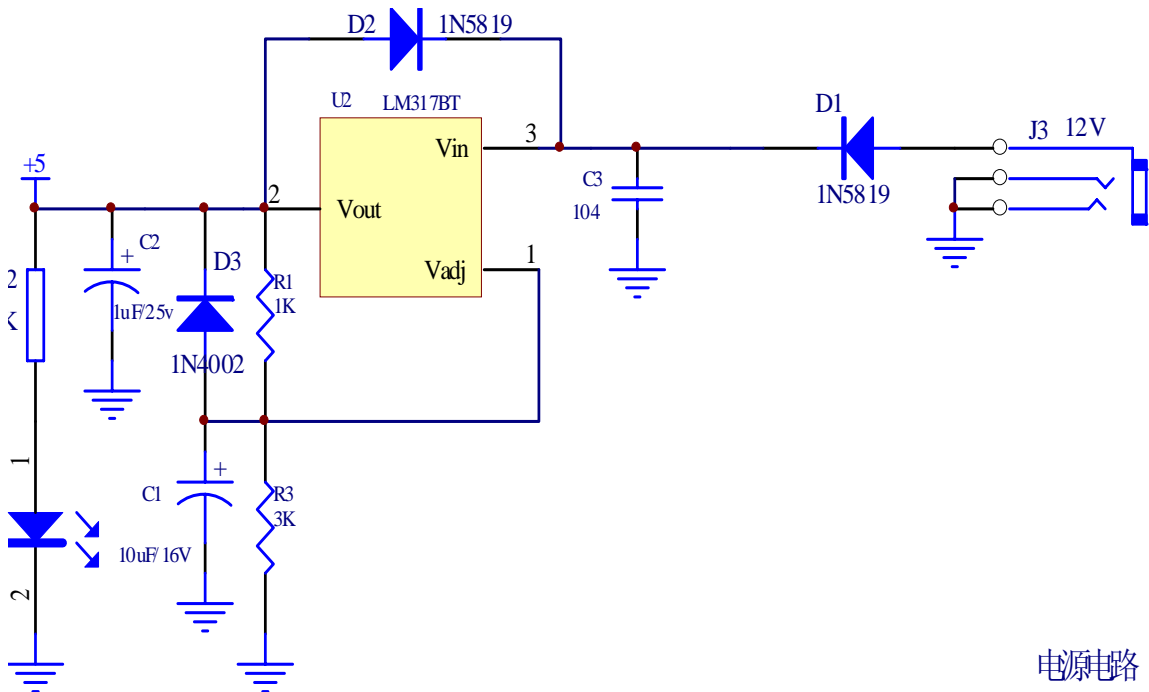 D2
1N5819
U2
LM317BT
D1
J3
12V
Vin
3
+5
C3
1N5819
2
Vout
104
C2
+
D3
Vadj
1
2
R1
1K
K
1uF/25v
1N4002
1
+
C1
R3
3K
10uF/16V
2
电源电路